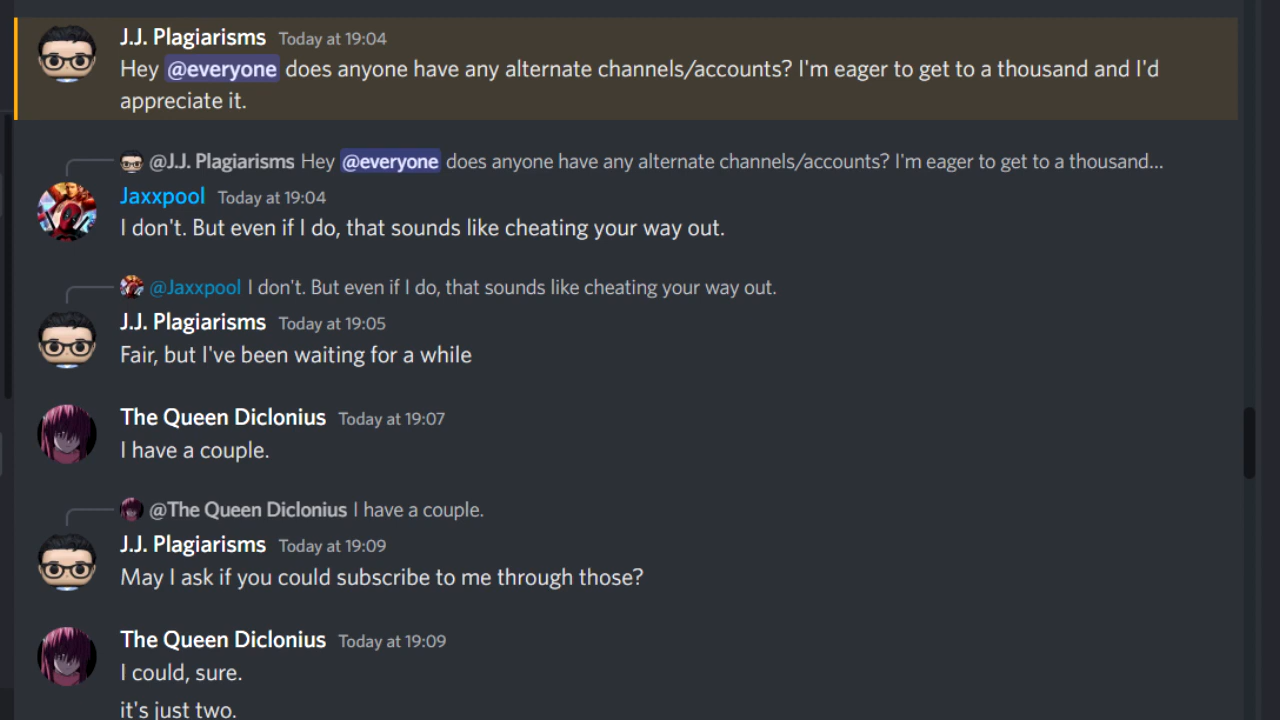 J.J. Plagiarisms Today at 19:04
Hey @everyone does anyone have any alternate channels/accounts? I'm eager to get to a thousand and I'd
appreciate it.
@J.J. Plagiarisms Hey @everyone does anyone have any alternate channels/accounts? I'm eager to get to a thousand...
Jaxxpool Today at 19:04
I don't. But even if I do, that sounds like cheating your way out.
@Jaxxpool I don't. But even if I do, that sounds like cheating your way out.
J.J. Plagiarisms Today at 19:05
Fair, but I've been waiting for a while
The Queen Diclonius Today at 19:07
I have a couple.
@The Queen Diclonius I have a couple.
J.J. Plagiarisms Today at 19:09
May I ask if you could subscribe to me through those?
The Queen Diclonius Today at 19:09
I could, sure.
it's just two.